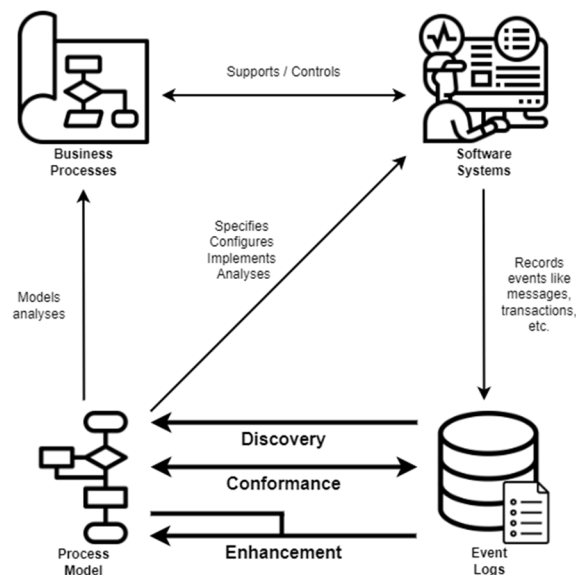 Supports / Controls
Business
Processes
Software
Systems
Specifies
Configures
Implements
Analyses
Records
events like
messages,
transactions,
etc.
Models
analyses
Discovery
Conformance
Enhancement
Process
Model
Event
Logs